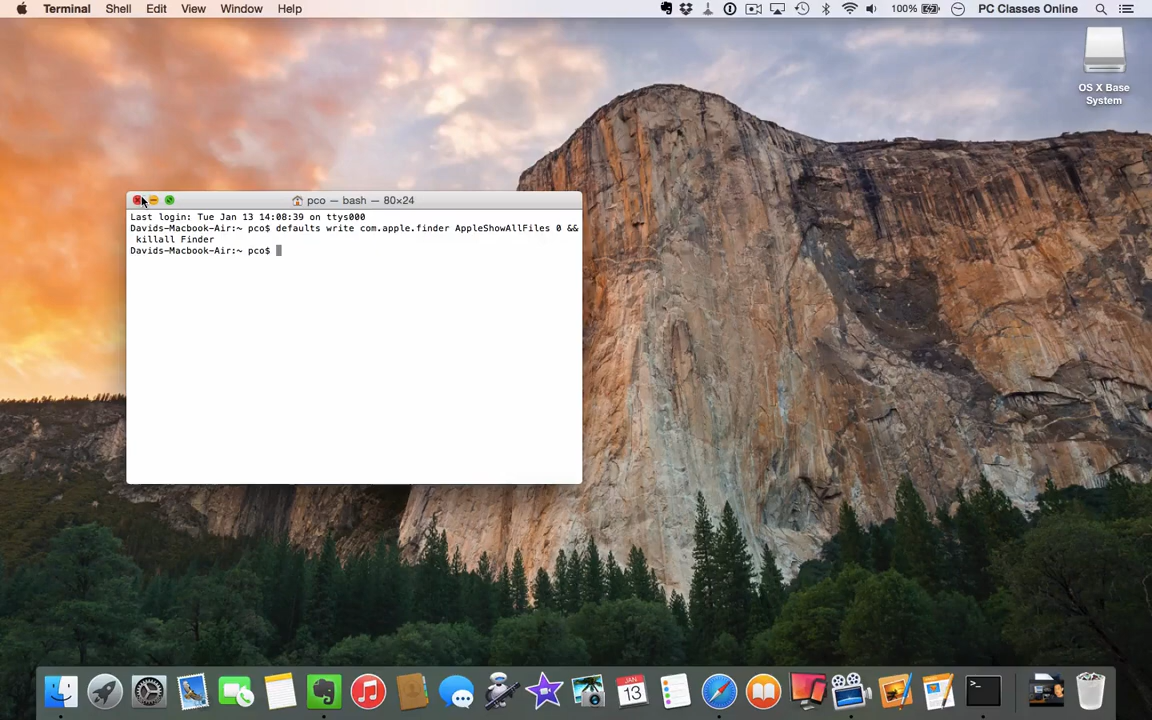 Terminal Shell Edit View Window Help 100% PC Classes Online
OS X Base
System
pco — bash — 80×24
Last login: Tue Jan 13 14:08:39 on ttys000
Davids-Macbook-Air:~ pco$ defaults write com.apple.finder AppleShowAllFiles 0 &&
killall Finder
Davids-Macbook-Air:~ pco$
JAN
13
>_